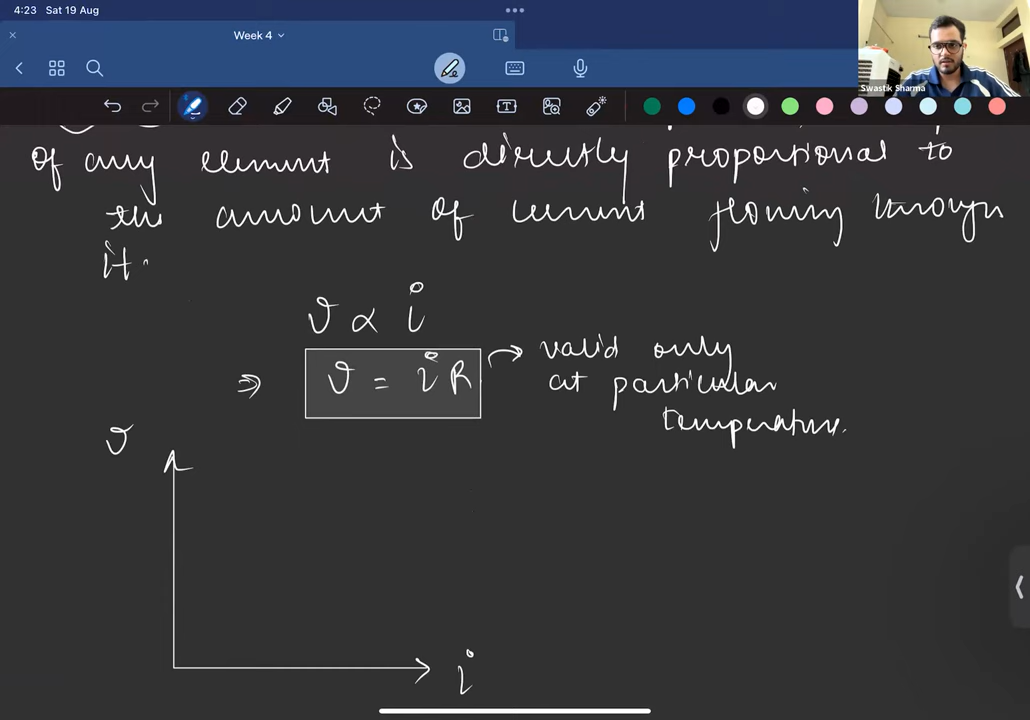 4:23 Sat 19 Aug
Week 4
Swastik Sharma
of any element is directly proportional to
the amount of current flowing through
it.
v ∝ i
⇒ v = i R → valid only
at particular
temperature.
v
i